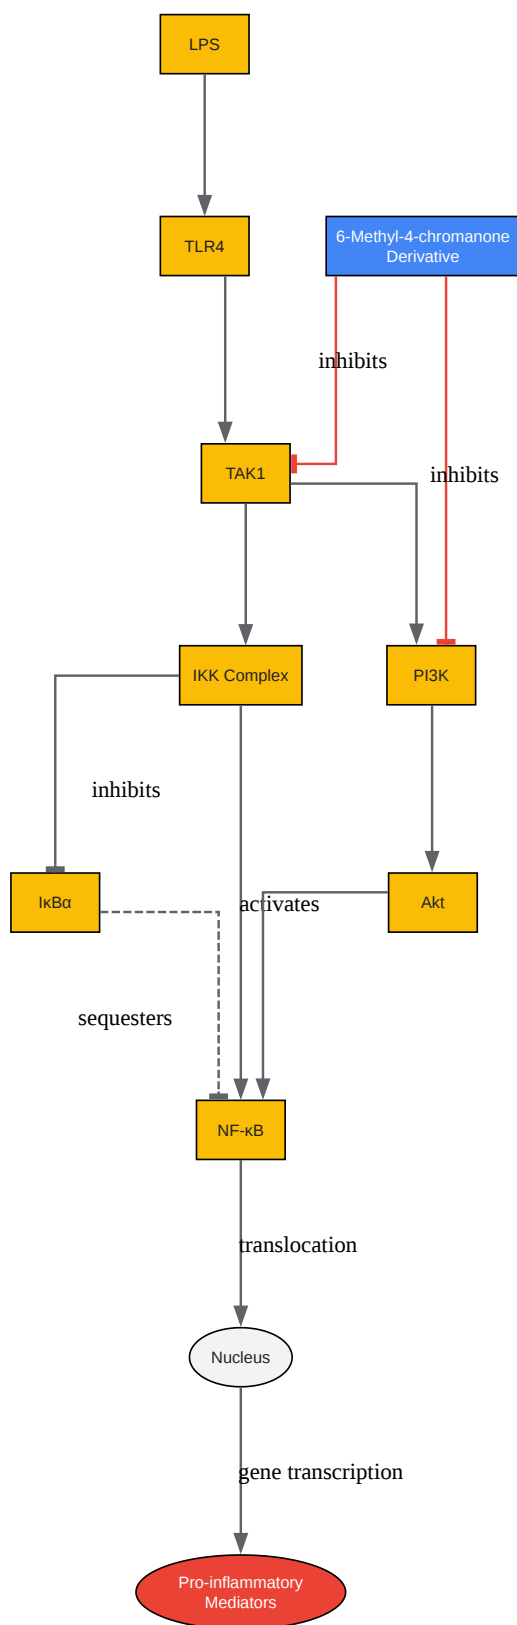 LPS
TLR4
6-Methyl-4-chromanone
Derivative
inhibits
TAK1
inhibits
IKK Complex
PI3K
inhibits
IκBα
activates
Akt
sequesters
NF-κB
translocation
Nucleus
gene transcription
Pro-inflammatory
Mediators